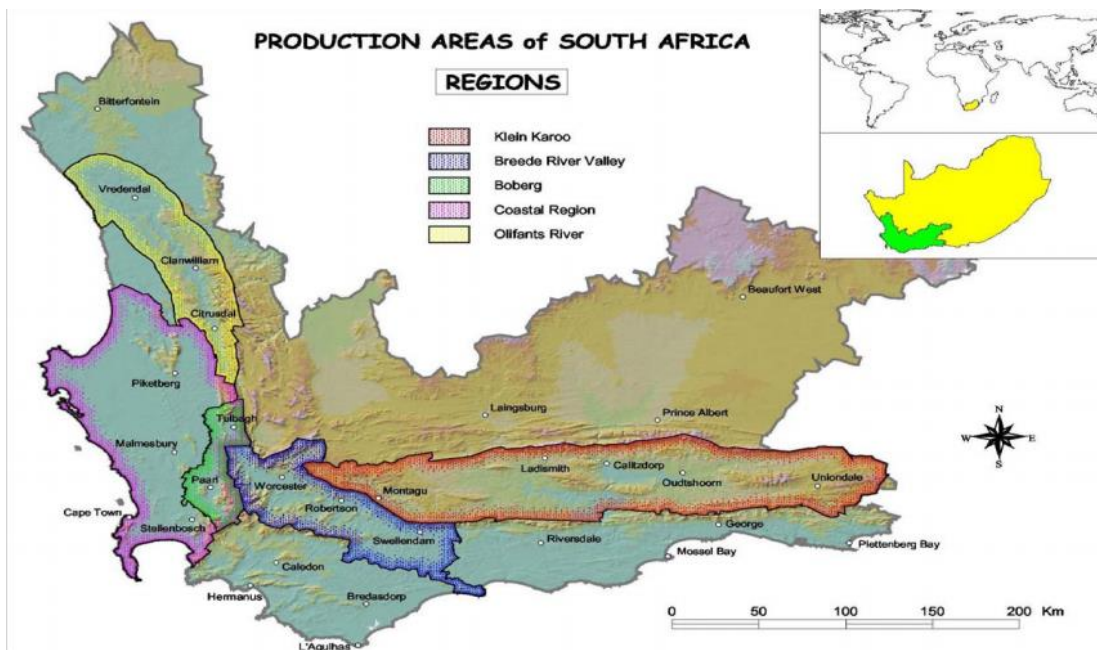 PRODUCTION AREAS of SOUTH AFRICA
REGIONS
Klein Karoo
Breede River Valley
Boberg
Coastal Region
Olifants River
Bitterfontein
Vredendal
Clanwilliam
Citrusdal
Beaufort West
Piketberg
Laingsburg
Prince Albert
Tulbagh
Malmesbury
Ladismith
Calitzdorp
Oudtshoorn
Uniondale
Paarl
Worcester
Montagu
Robertson
Cape Town
Stellenbosch
Swellendam
Riversdale
George
Mossel Bay
Plettenberg Bay
Caledon
Hermanus
Bredasdorp
L'Agulhas
N
W E
S
0 50 100 150 200 Km